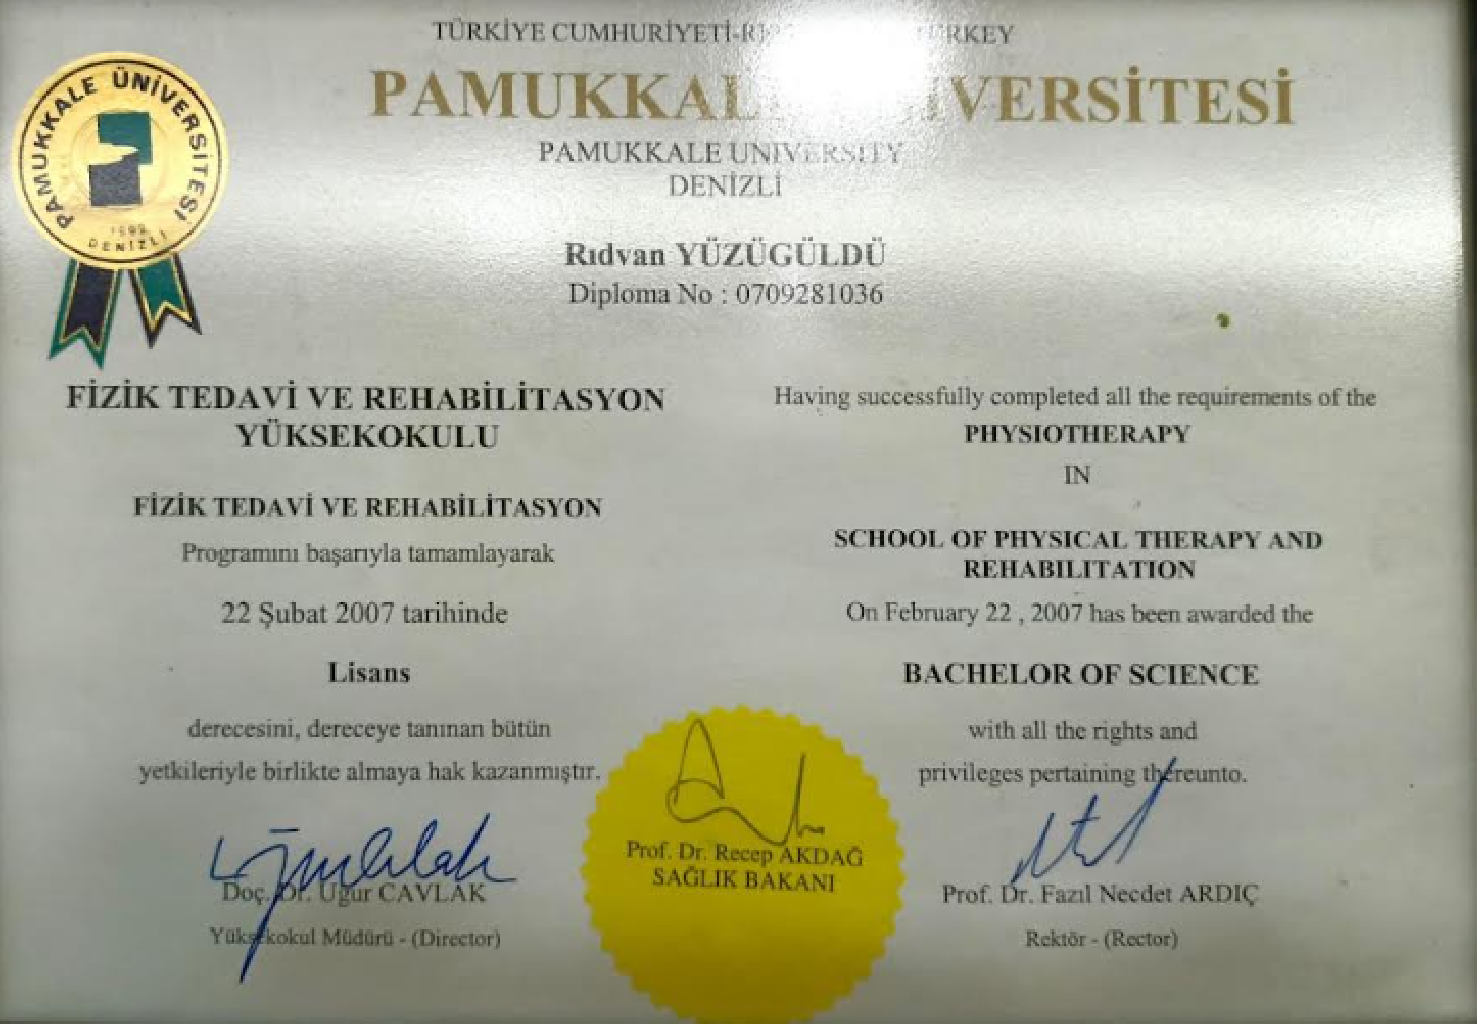 TÜRKİYE CUMHURİYETİ-RE TURKEY
PAMUKKALE ÜNİVERSİTESİ
PAMUKKALE UNIVERSITY
DENİZLİ
PAMUKKALE ÜNİVERSİTESİ
DENİZLİ
Rıdvan YÜZÜGÜLDÜ
Diploma No : 0709281036
FİZİK TEDAVİ VE REHABİLİTASYON
YÜKSEKOKULU
FİZİK TEDAVİ VE REHABİLİTASYON
Programını başarıyla tamamlayarak
22 Şubat 2007 tarihinde
Lisans
derecesini, dereceye tanınan bütün
yetkileriyle birlikte almaya hak kazanmıştır.
Doç. Dr. Uğur CAVLAK
Yüksekokul Müdürü - (Director)
Having successfully completed all the requirements of the
PHYSIOTHERAPY
IN
SCHOOL OF PHYSICAL THERAPY AND
REHABILITATION
On February 22 , 2007 has been awarded the
BACHELOR OF SCIENCE
with all the rights and
privileges pertaining thereunto.
Prof. Dr. Fazıl Necdet ARDIÇ
Rektör - (Rector)
Prof. Dr. Recep AKDAĞ
SAĞLIK BAKANI